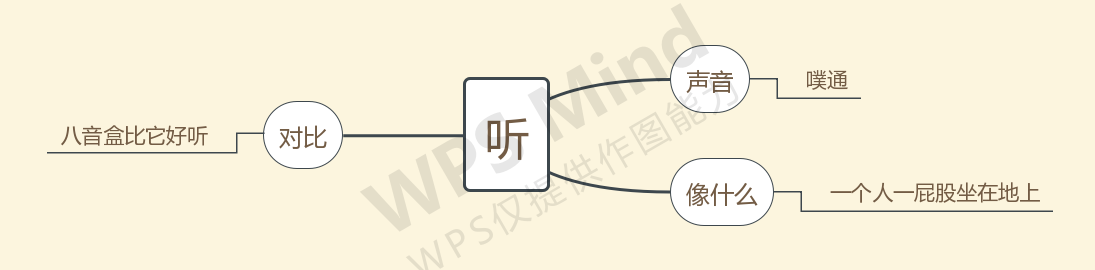 听
声音
噗通
像什么
一个人一屁股坐在地上
对比
八音盒比它好听
WPS Mind
WPS仅提供作图能力